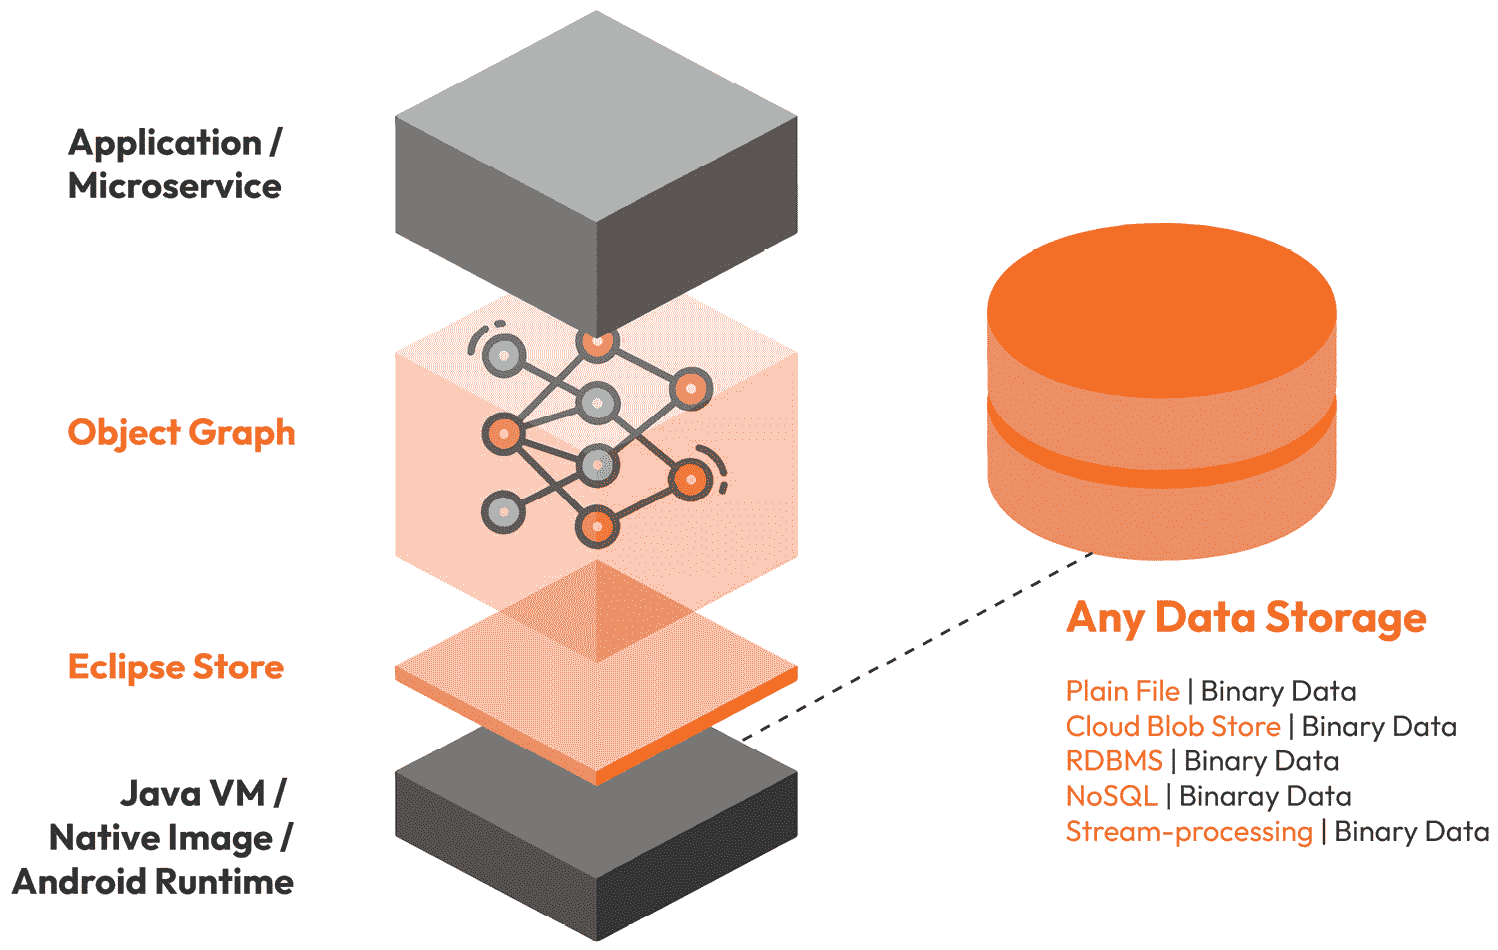 Application /
Microservice
Object Graph
Eclipse Store
Java VM /
Native Image /
Android Runtime
Any Data Storage
Plain File | Binary Data
Cloud Blob Store | Binary Data
RDBMS | Binary Data
NoSQL | Binaray Data
Stream-processing | Binary Data